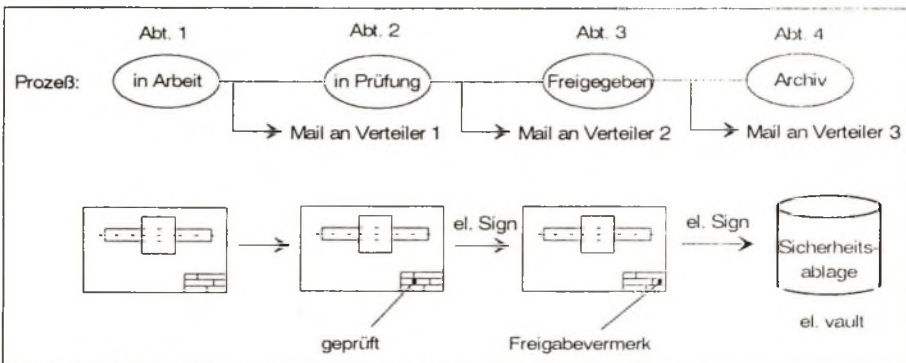 Abt. 1 Abt. 2 Abt. 3 Abt. 4
Prozeß: in Arbeit in Prüfung Freigegeben Archiv
Mail an Verteiler 1 Mail an Verteiler 2 Mail an Verteiler 3
el. Sign el. Sign
Sicherheits-
ablage
geprüft Freigabevermerk el. vault